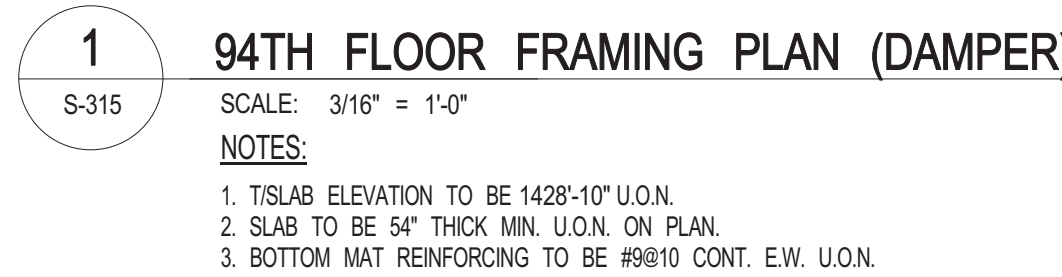 1
94TH FLOOR FRAMING PLAN (DAMPER)
S-315
SCALE: 3/16" = 1'-0"
NOTES:
1. T/SLAB ELEVATION TO BE 1428'-10" U.O.N.
2. SLAB TO BE 54" THICK MIN. U.O.N. ON PLAN.
3. BOTTOM MAT REINFORCING TO BE #9@10 CONT. E.W. U.O.N.